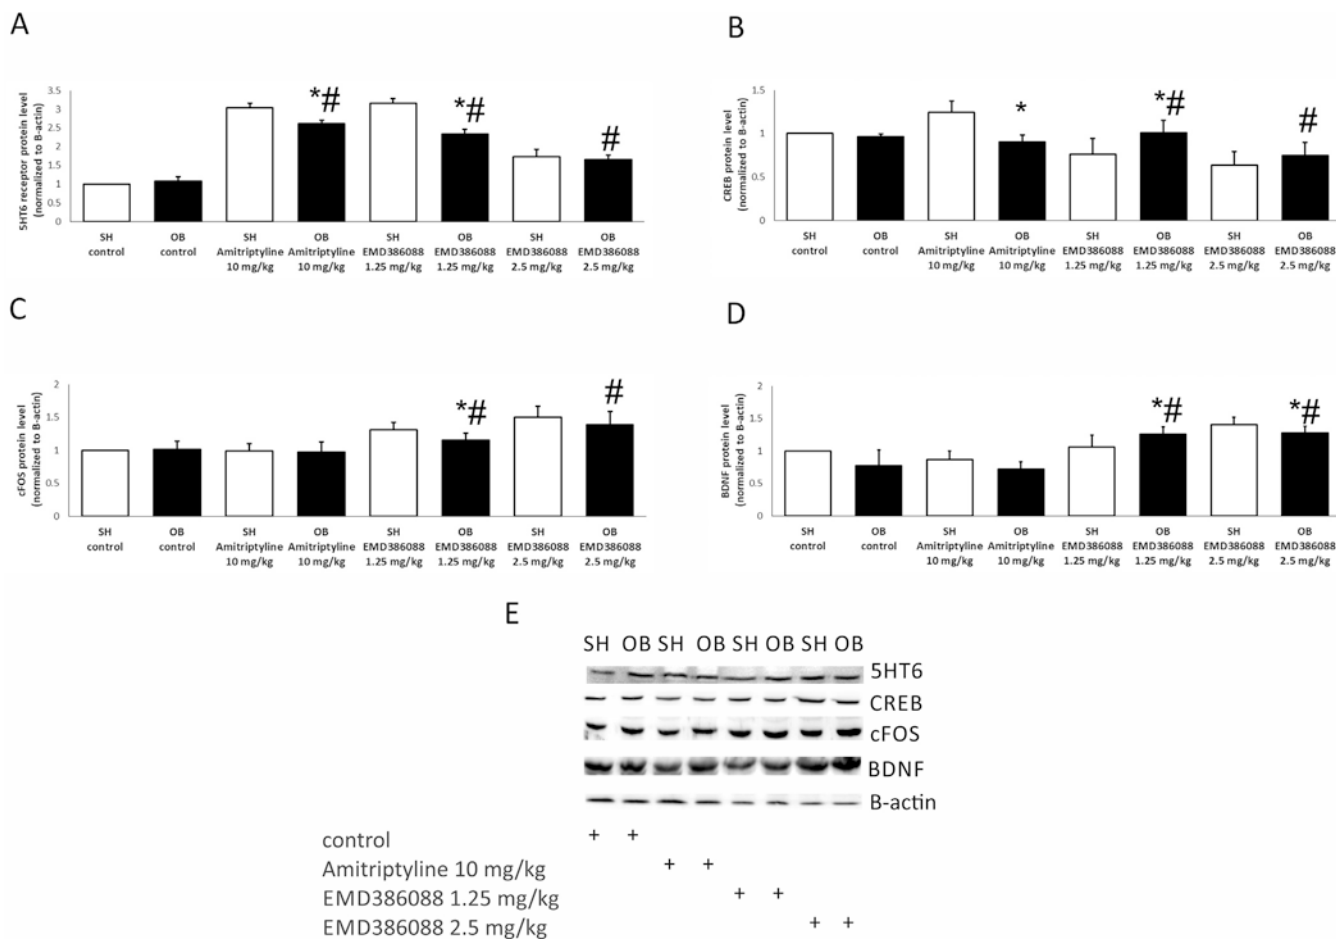 A
5HT6 receptor protein level
(normalized to B-actin)
3.5
3
2.5
2
1.5
1
0.5
0
*#
*#
#
SH OB SH OB SH OB SH OB
control control Amitriptyline Amitriptyline EMD386088 EMD386088 EMD386088 EMD386088
10 mg/kg 10 mg/kg 1.25 mg/kg 1.25 mg/kg 2.5 mg/kg 2.5 mg/kg
B
CREB protein level
(normalized to B-actin)
1.5
1
0.5
0
*
*#
#
SH OB SH OB SH OB SH OB
control control Amitriptyline Amitriptyline EMD386088 EMD386088 EMD386088 EMD386088
10 mg/kg 10 mg/kg 1.25 mg/kg 1.25 mg/kg 2.5 mg/kg 2.5 mg/kg
C
cFOS protein level
(normalized to B-actin)
2
1.5
1
0.5
0
*#
#
SH OB SH OB SH OB SH OB
control control Amitriptyline Amitriptyline EMD386088 EMD386088 EMD386088 EMD386088
10 mg/kg 10 mg/kg 1.25 mg/kg 1.25 mg/kg 2.5 mg/kg 2.5 mg/kg
D
BDNF protein level
(normalized to B-actin)
2
1.5
1
0.5
0
*#
*#
SH OB SH OB SH OB SH OB
control control Amitriptyline Amitriptyline EMD386088 EMD386088 EMD386088 EMD386088
10 mg/kg 10 mg/kg 1.25 mg/kg 1.25 mg/kg 2.5 mg/kg 2.5 mg/kg
E
SH OB SH OB SH OB SH OB
5HT6
CREB
cFOS
BDNF
B-actin
control + +
Amitriptyline 10 mg/kg + +
EMD386088 1.25 mg/kg + +
EMD386088 2.5 mg/kg + +